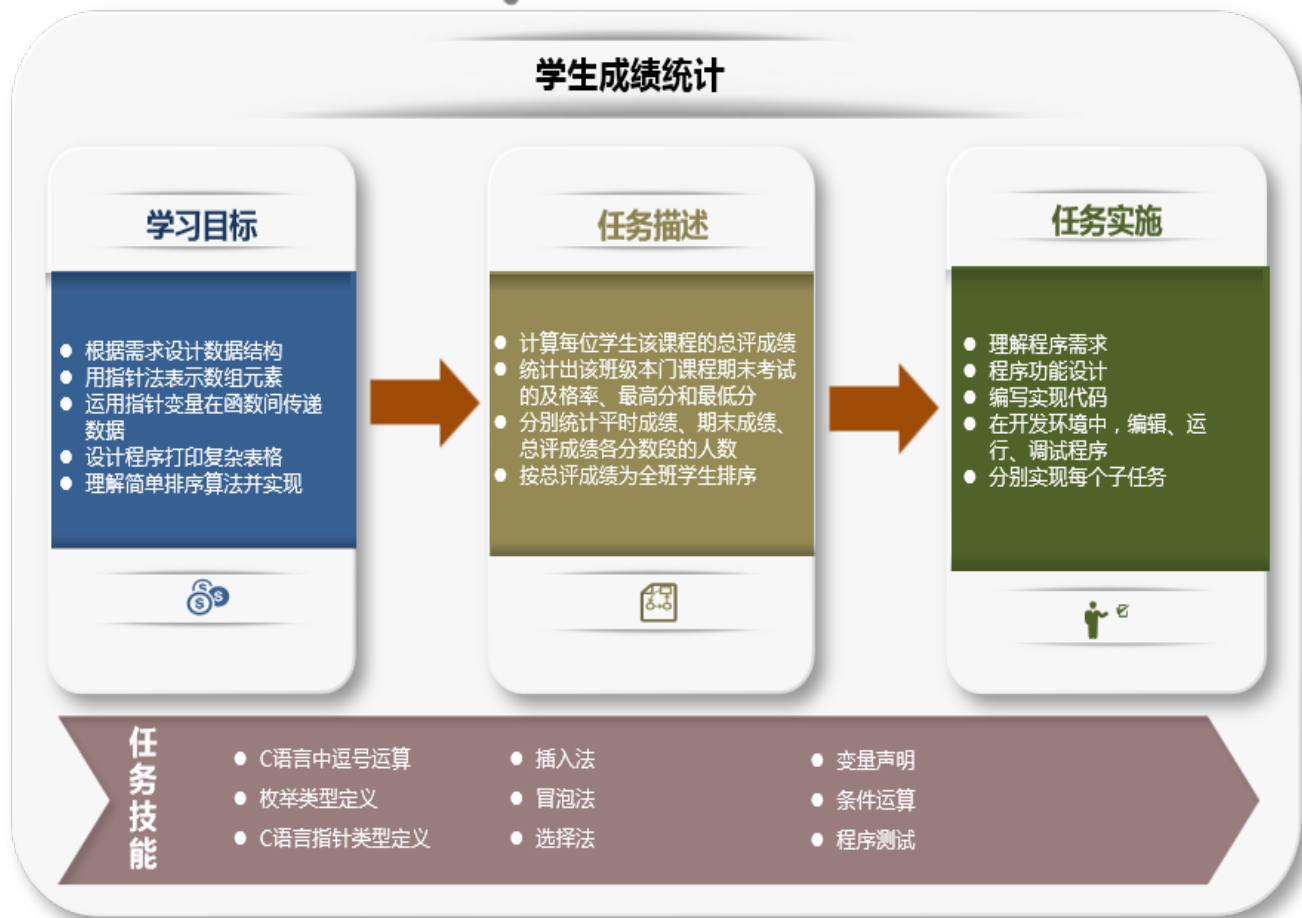 学生成绩统计
学习目标
根据需求设计数据结构
用指针法表示数组元素
运用指针变量在函数间传递
数据
设计程序打印复杂表格
理解简单排序算法并实现
任务描述
计算每位学生该课程的总评成绩
统计出该班级本门课程期末考试
的及格率、最高分和最低分
分别统计平时成绩、期末成绩、
总评成绩各分数段的人数
按总评成绩为全班学生排序
任务实施
理解程序需求
程序功能设计
编写实现代码
在开发环境中，编辑、运
行、调试程序
分别实现每个子任务
任务技能
C语言中逗号运算
枚举类型定义
C语言指针类型定义
插入法
冒泡法
选择法
变量声明
条件运算
程序测试